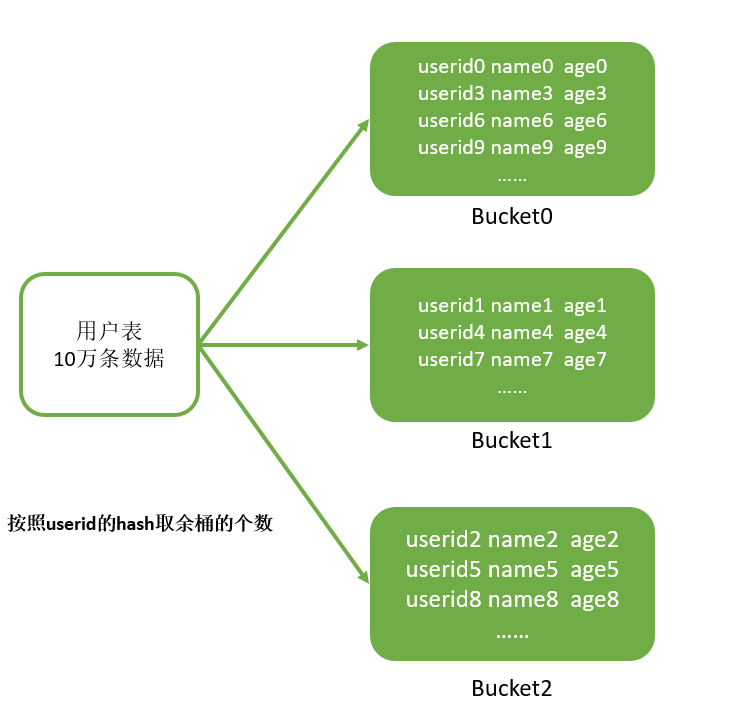 userid0 name0 age0
userid3 name3 age3
userid6 name6 age6
userid9 name9 age9
……
Bucket0
用户表
10万条数据
userid1 name1 age1
userid4 name4 age4
userid7 name7 age7
……
Bucket1
按照userid的hash取余桶的个数
userid2 name2 age2
userid5 name5 age5
userid8 name8 age8
……
Bucket2